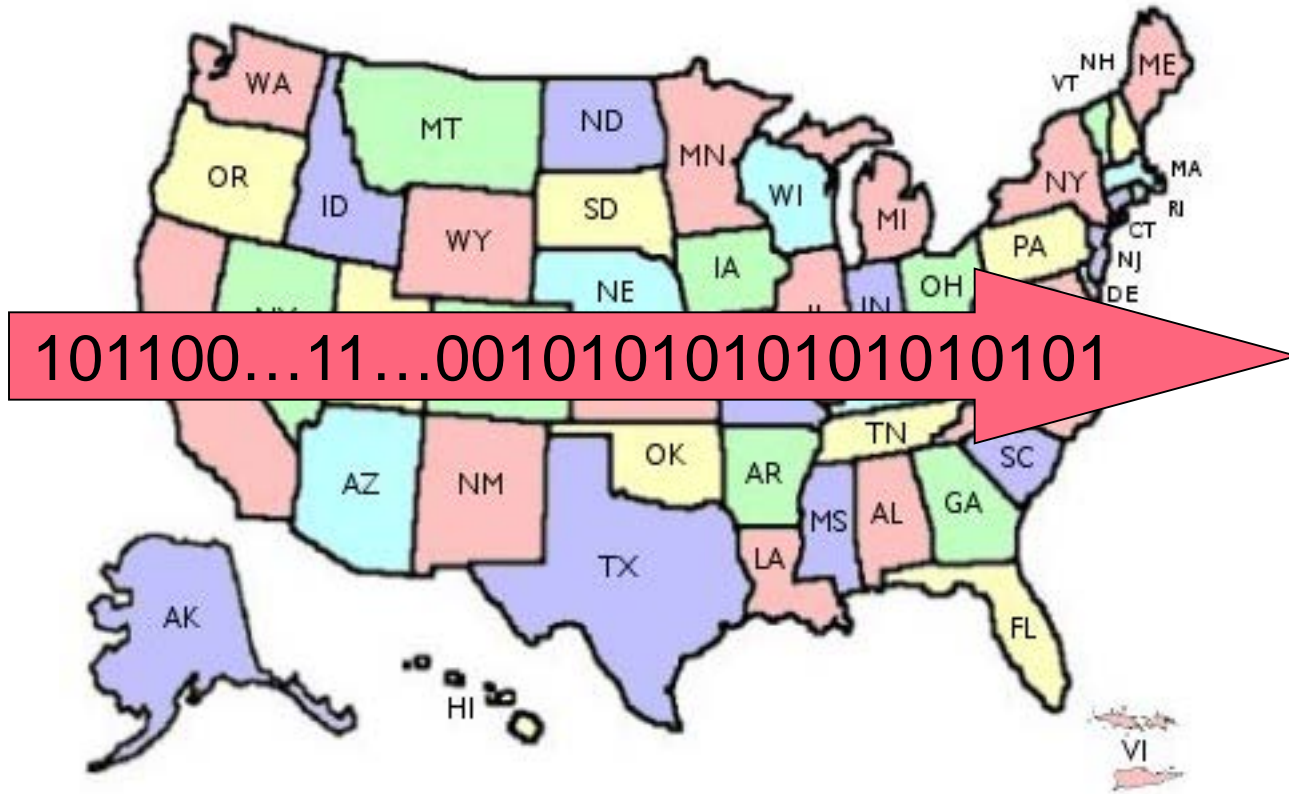 WA
MT
ND
MN
VT
NH
ME
OR
ID
WY
SD
WI
MI
NY
MA
RI
CT
PA
NJ
DE
NE
IA
IN
OH
101100…11…0010101010101010101
AZ
NM
OK
AR
TN
SC
TX
LA
MS
AL
GA
FL
AK
HI
VI